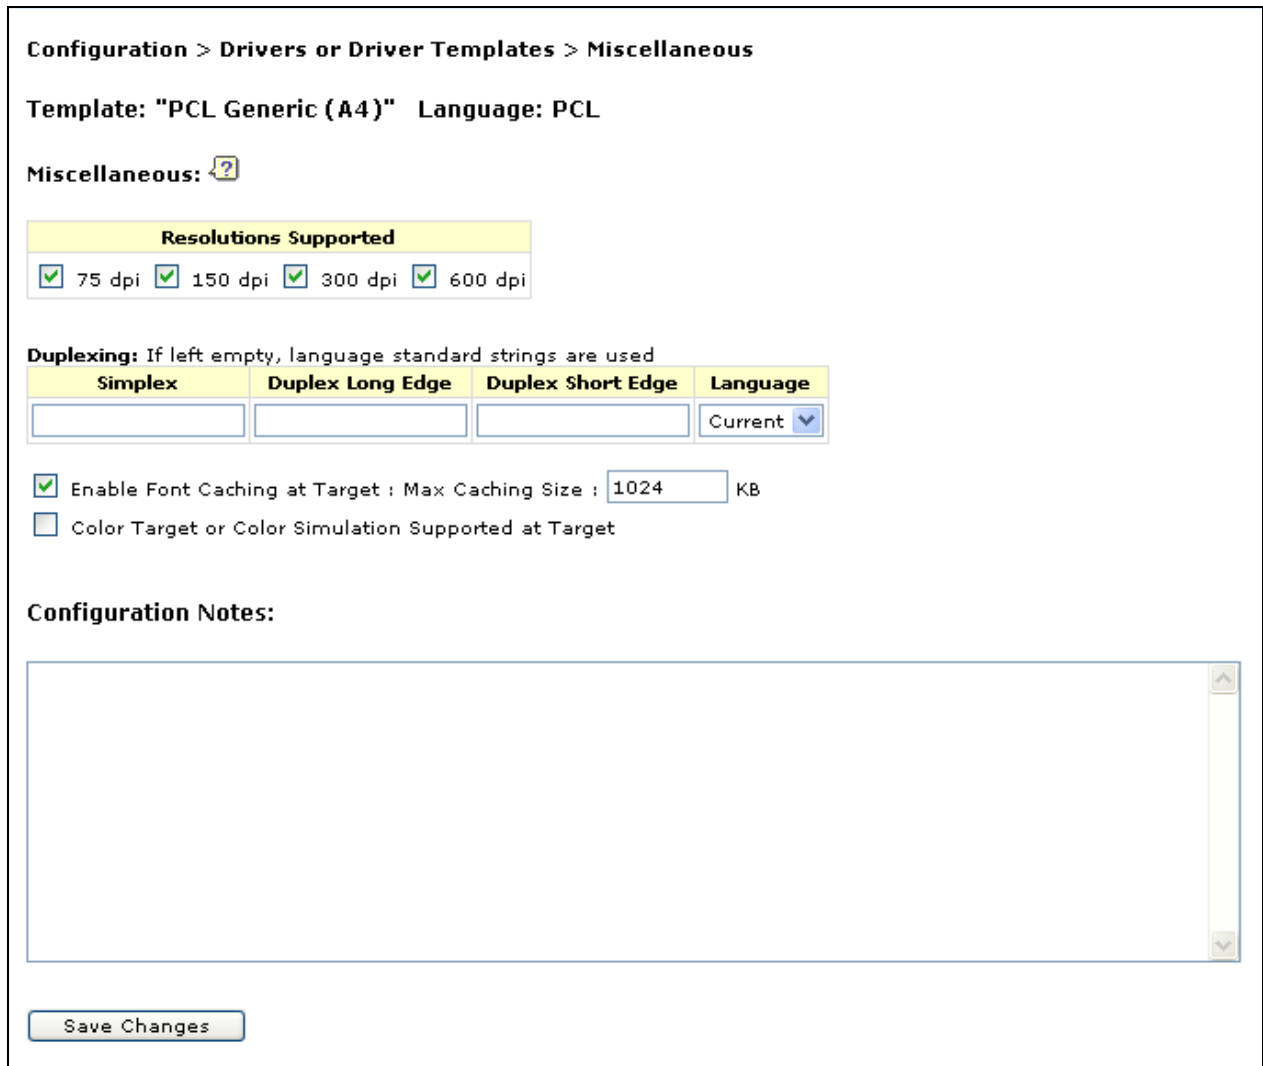 Configuration > Drivers or Driver Templates > Miscellaneous
Template: "PCL Generic (A4)" Language: PCL
Miscellaneous: ?
Resolutions Supported
75 dpi 150 dpi 300 dpi 600 dpi
Duplexing: If left empty, language standard strings are used
Simplex Duplex Long Edge Duplex Short Edge Language
Current
Enable Font Caching at Target : Max Caching Size : 1024 KB
Color Target or Color Simulation Supported at Target
Configuration Notes:
Save Changes